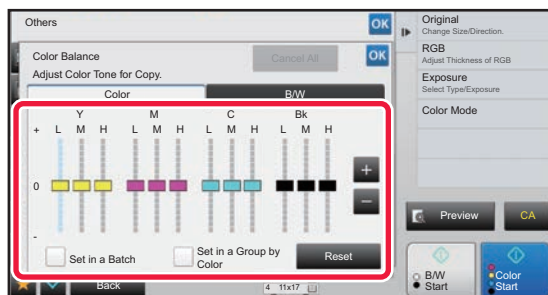 Others
OK
Color Balance
Cancel All
OK
Adjust Color Tone for Copy.
Color
B/W
Y M C Bk
+ L M H L M H L M H L M H
+
0
−
-
Set in a Batch
Set in a Group by
Color
Reset
Back
4 11x17
Original
Change Size/Direction.
RGB
Adjust Thickness of RGB
Exposure
Select Type/Exposure
Color Mode
Preview
CA
B/W
Start
Color
Start